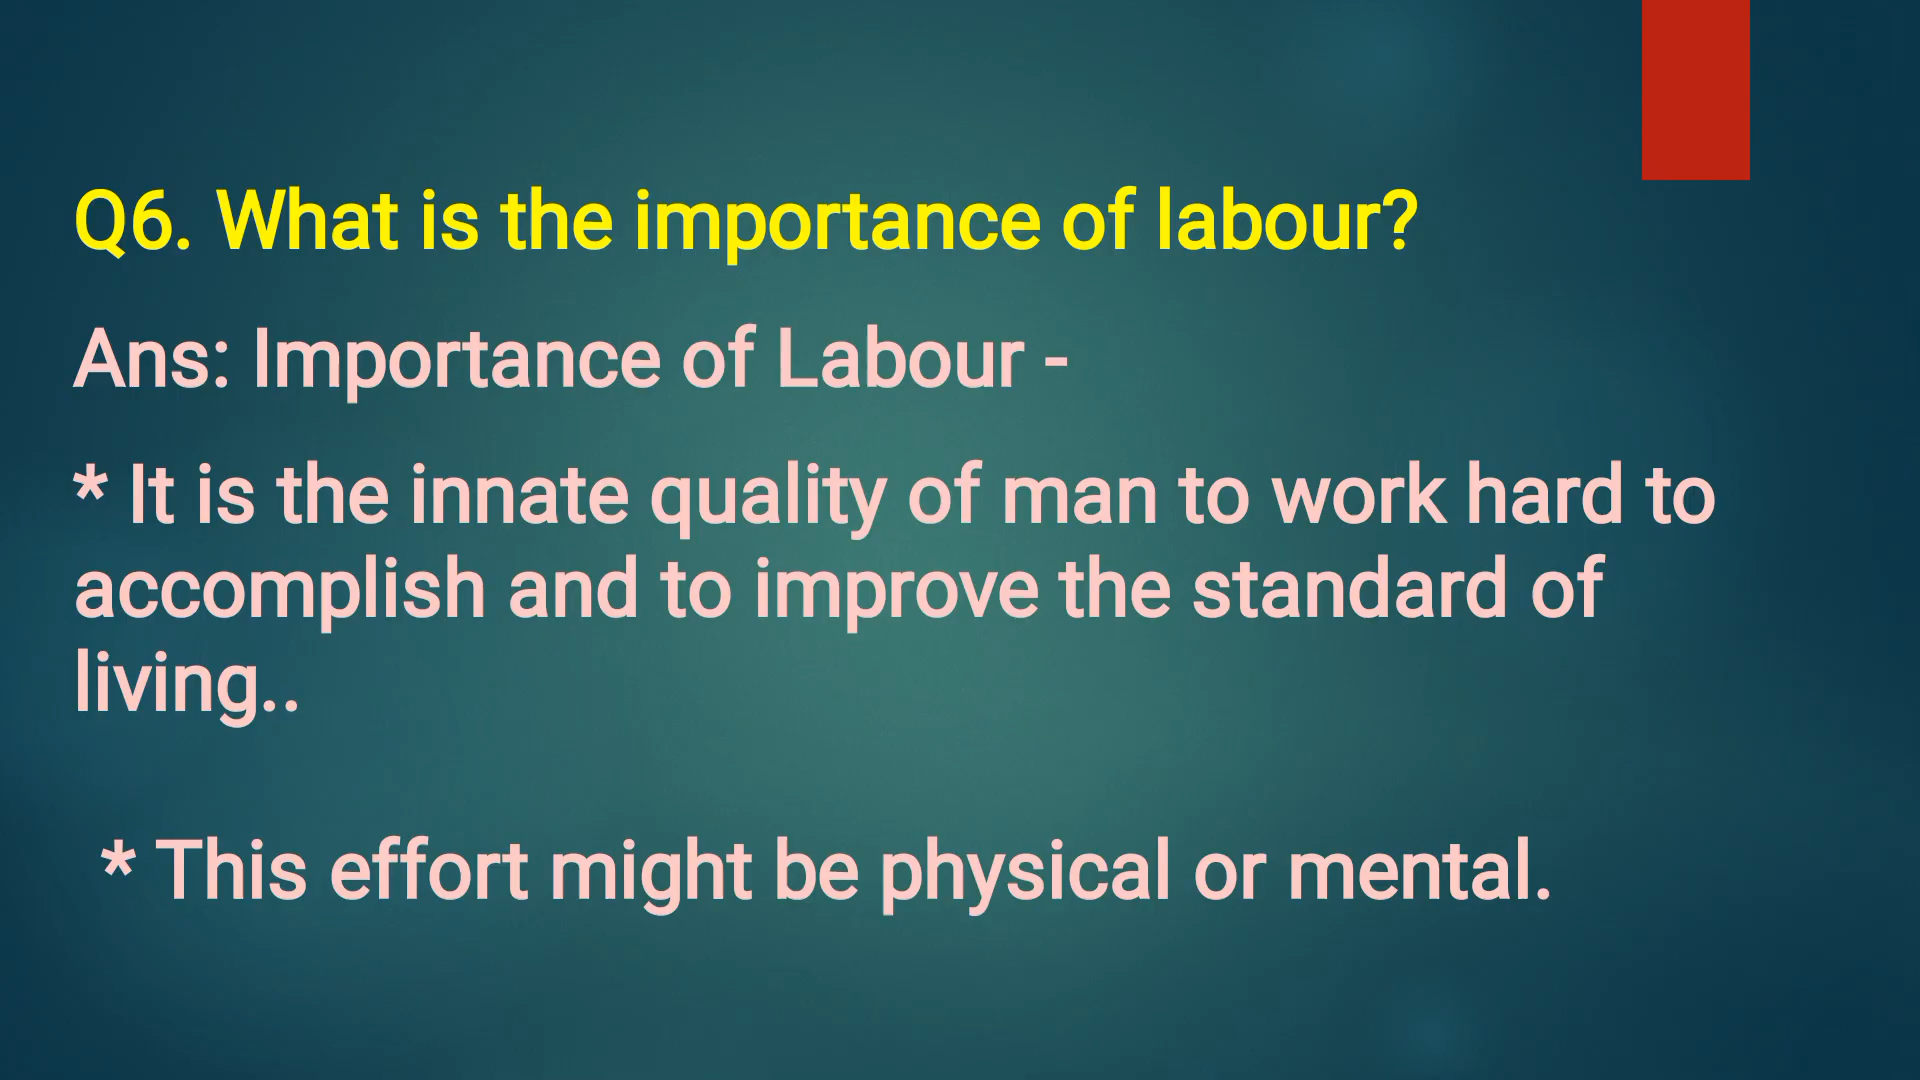 Q6. What is the importance of labour?
Ans: Importance of Labour -
* It is the innate quality of man to work hard to
accomplish and to improve the standard of
living..
* This effort might be physical or mental.